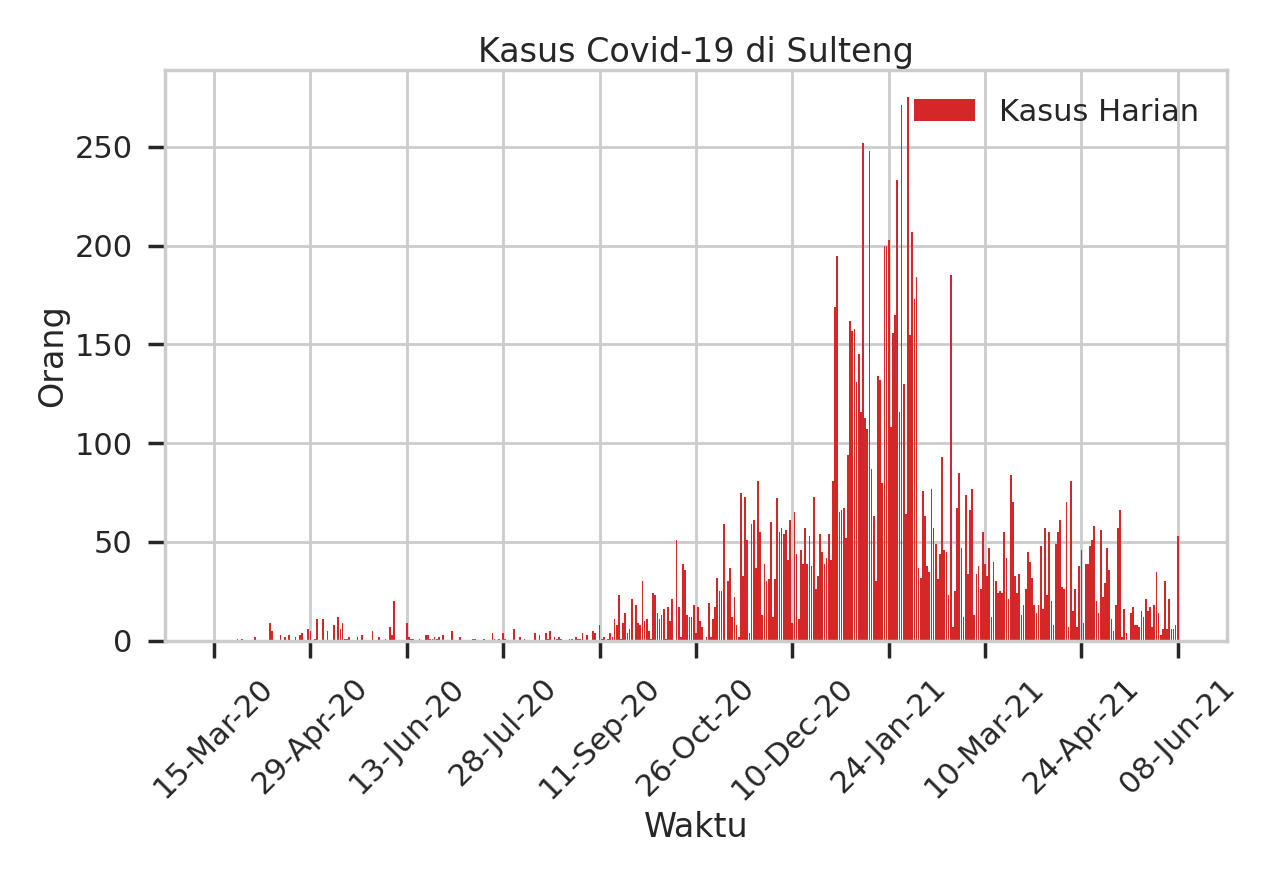 Kasus Covid-19 di Sulteng
Kasus Harian
Orang
250
200
150
100
50
0
15-Mar-20
29-Apr-20
13-Jun-20
28-Jul-20
11-Sep-20
26-Oct-20
10-Dec-20
24-Jan-21
10-Mar-21
24-Apr-21
08-Jun-21
Waktu